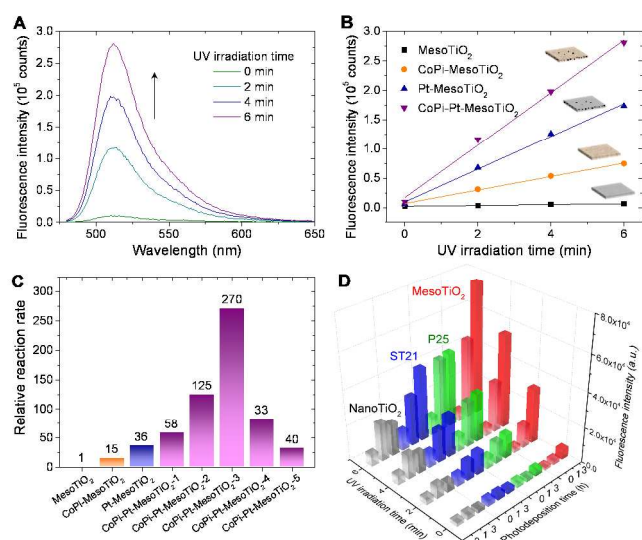 A
Fluorescence intensity (10⁵ counts)
3.0
2.5
2.0
1.5
1.0
0.5
0.0
UV irradiation time
0 min
2 min
4 min
6 min
500
550
600
650
Wavelength (nm)
B
Fluorescence intensity (10⁵ counts)
3.0
2.5
2.0
1.5
1.0
0.5
0.0
MesoTiO₂
CoPi-MesoTiO₂
Pt-MesoTiO₂
CoPi-Pt-MesoTiO₂
0
2
4
6
UV irradiation time (min)
C
Relative reaction rate
300
250
200
150
100
50
0
1
15
36
58
125
270
33
40
MesoTiO₂
CoPi-MesoTiO₂
Pt-MesoTiO₂
CoPi-Pt-MesoTiO₂-1
CoPi-Pt-MesoTiO₂-2
CoPi-Pt-MesoTiO₂-3
CoPi-Pt-MesoTiO₂-4
CoPi-Pt-MesoTiO₂-5
D
MesoTiO₂
P25
ST21
NanoTiO₂
8.0x10⁴
6.0x10⁴
4.0x10⁴
2.0x10⁴
0.0
Fluorescence intensity (a.u.)
6
4
2
0
UV irradiation time (min)
0 1 3 0 1 3 0 1 3 0 1 3
Photodeposition time (h)